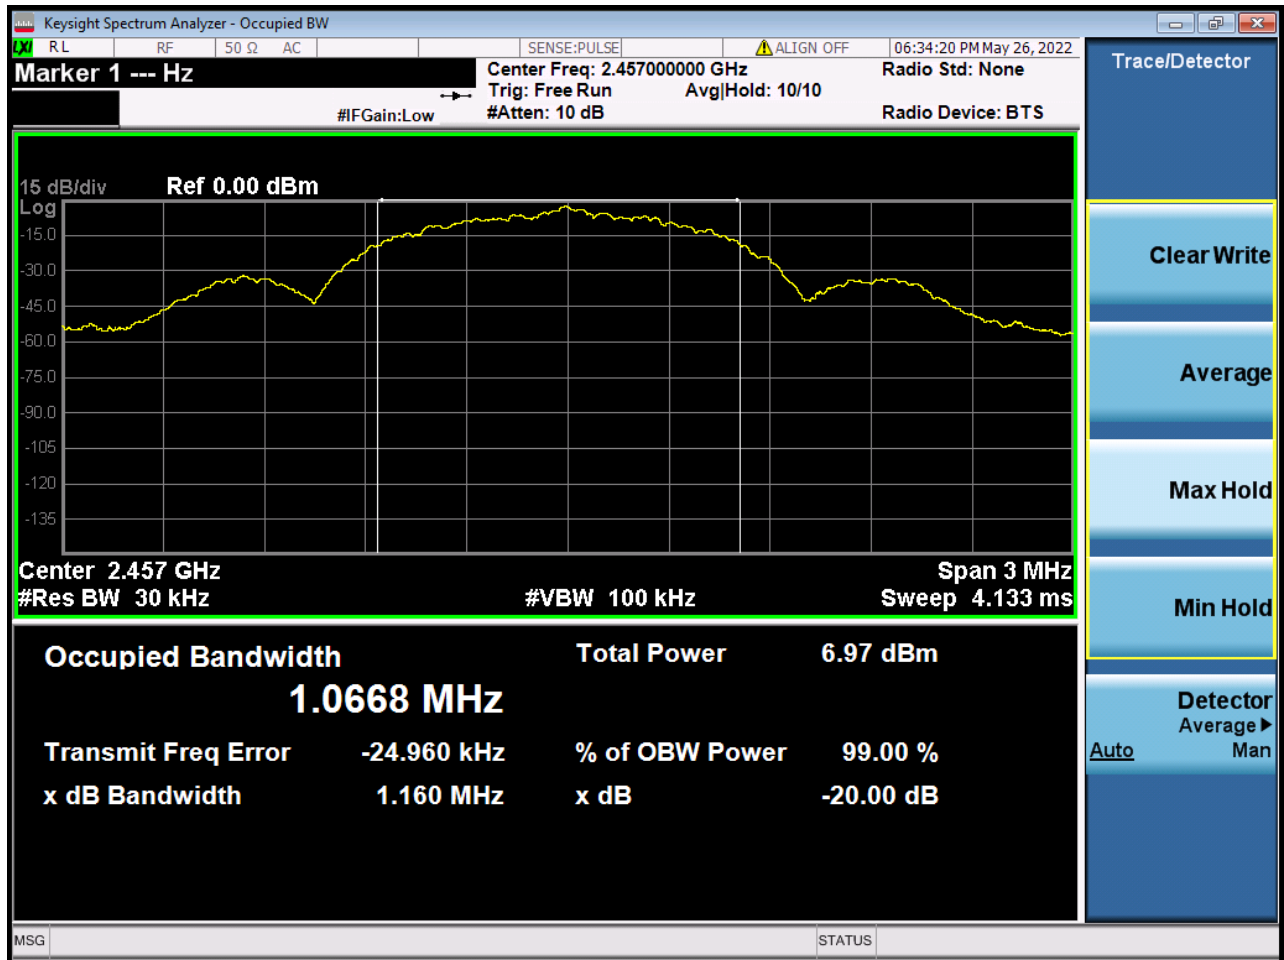 Keysight Spectrum Analyzer - Occupied BW
LXI RL RF 50 Ω AC SENSE:PULSE ALIGN OFF 06:34:20 PM May 26, 2022
Marker 1 --- Hz
Center Freq: 2.457000000 GHz
Radio Std: None
Trig: Free Run Avg|Hold: 10/10
#IFGain:Low
#Atten: 10 dB
Radio Device: BTS
15 dB/div Ref 0.00 dBm
Log
-15.0
-30.0
-45.0
-60.0
-75.0
-90.0
-105
-120
-135
Center 2.457 GHz
Span 3 MHz
#Res BW 30 kHz
#VBW 100 kHz
Sweep 4.133 ms
Occupied Bandwidth
Total Power 6.97 dBm
1.0668 MHz
Transmit Freq Error -24.960 kHz
% of OBW Power 99.00 %
x dB Bandwidth 1.160 MHz
x dB -20.00 dB
Trace/Detector
Clear Write
Average
Max Hold
Min Hold
Detector
Average
Auto Man
MSG
STATUS